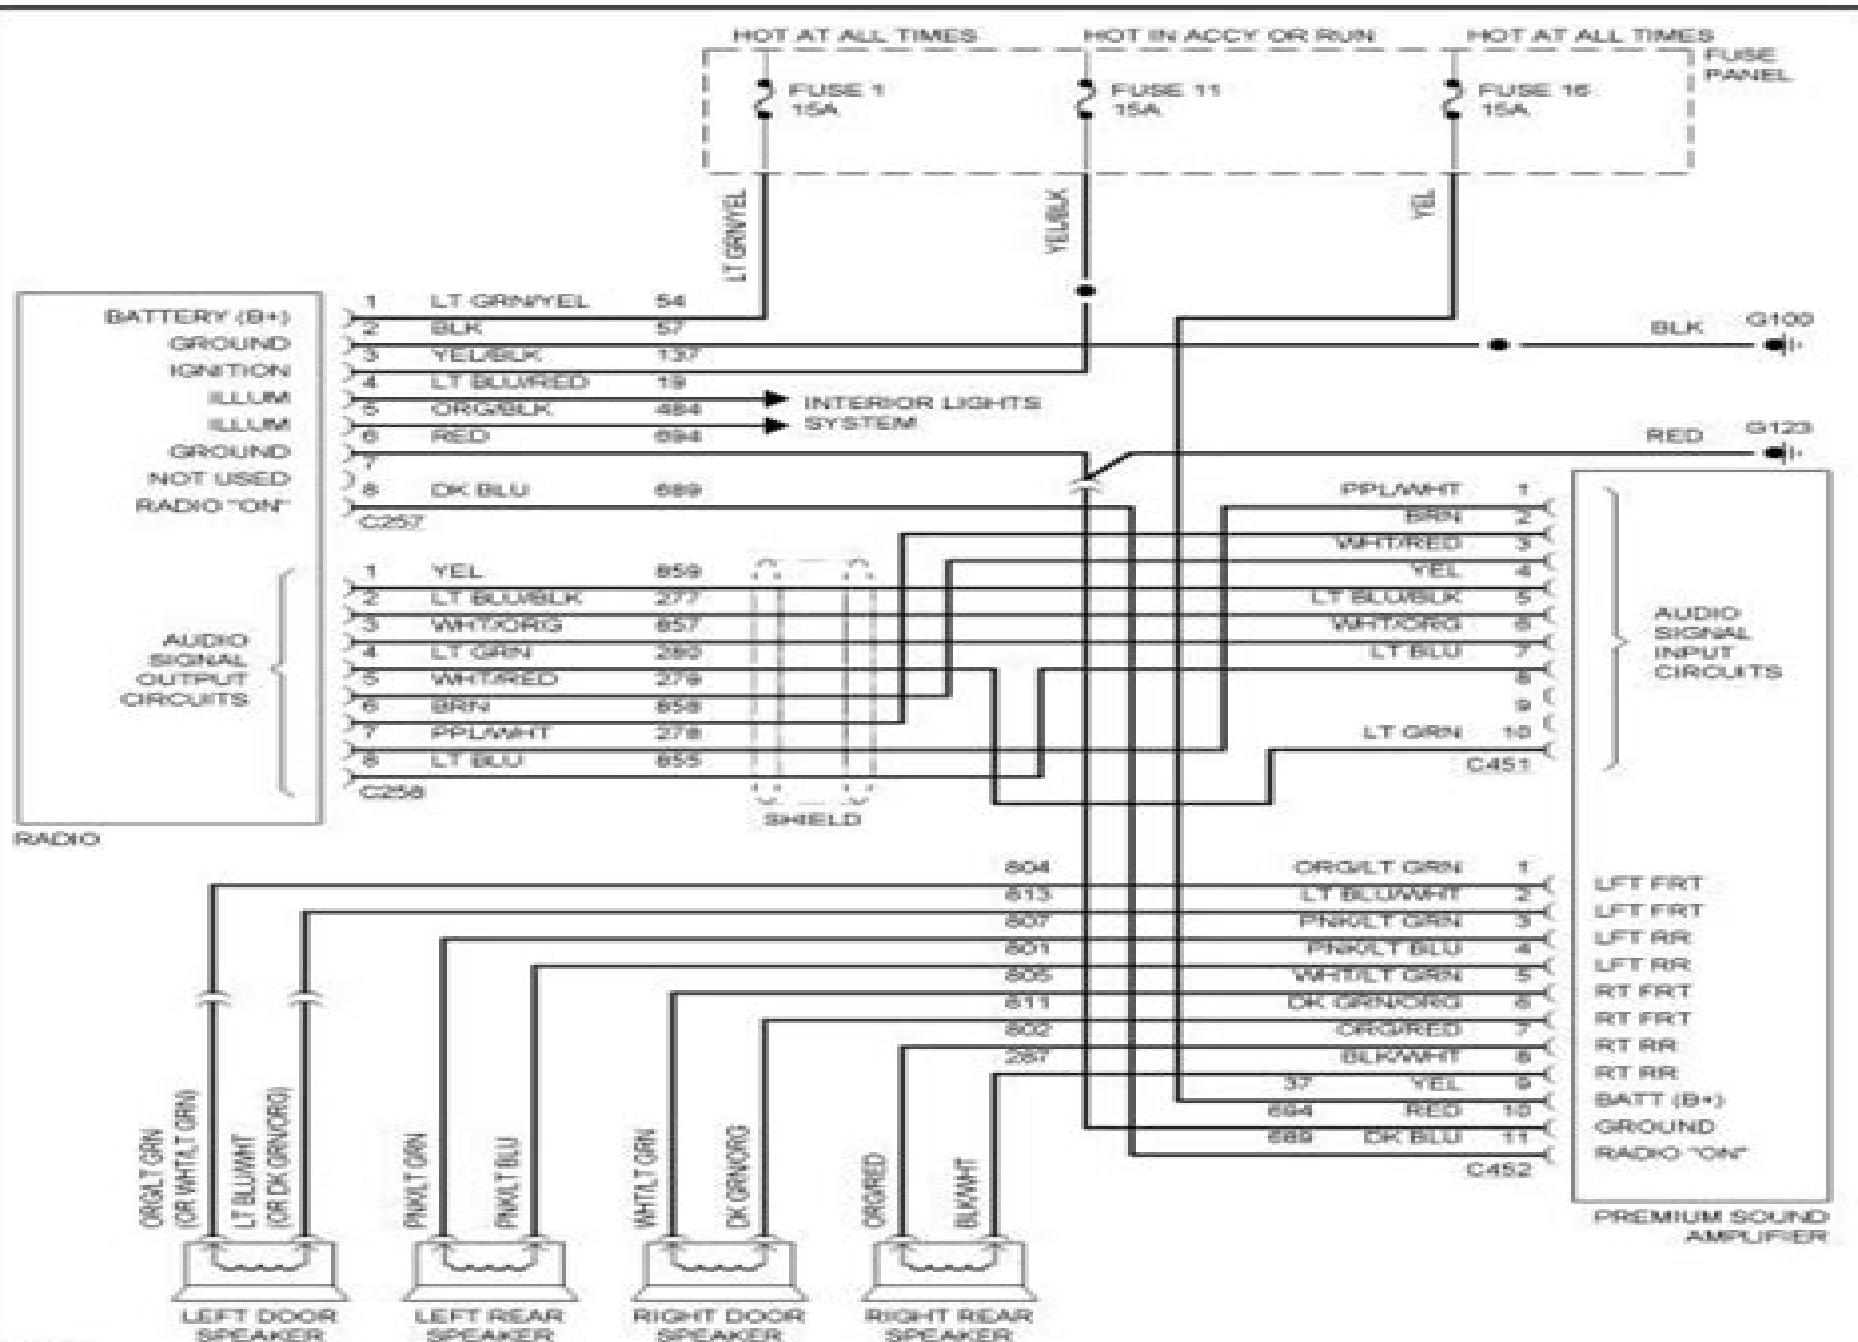 HOT AT ALL TIMES
HOT IN ACCY OR RUN
HOT AT ALL TIMES
FUSE
PANEL
FUSE 1
15A
FUSE 11
15A
FUSE 16
15A
LT GRN/YEL
YEL/BLK
YEL
BATTERY (B+)
GROUND
IGNITION
ILLUM
ILLUM
GROUND
NOT USED
RADIO "ON"
1 LT GRN/YEL 54
2 BLK 57
3 YEL/BLK 137
4 LT BLU/RED 19
5 ORG/BLK 484
6 RED 694
7
8 DK BLU 689
C257
INTERIOR LIGHTS
SYSTEM
BLK G100
RED G123
AUDIO
SIGNAL
OUTPUT
CIRCUITS
1 YEL 859
2 LT BLU/BLK 277
3 WHT/ORG 857
4 LT GRN 280
5 WHT/RED 279
6 BRN 858
7 PPL/WHT 278
8 LT BLU 855
C258
RADIO
SHIELD
PPL/WHT 1
BRN 2
WHT/RED 3
YEL 4
LT BLU/BLK 5
WHT/ORG 6
LT BLU 7
8
9
LT GRN 10
C451
AUDIO
SIGNAL
INPUT
CIRCUITS
804 ORG/LT GRN 1 LFT FRT
813 LT BLU/WHT 2 LFT FRT
807 PNK/LT GRN 3 LFT RR
801 PNK/LT BLU 4 LFT RR
805 WHT/LT GRN 5 RT FRT
811 DK GRN/ORG 6 RT FRT
802 ORG/RED 7 RT RR
287 BLK/WHT 8 RT RR
37 YEL 9 BATT (B+)
694 RED 10 GROUND
689 DK BLU 11 RADIO "ON"
C452
PREMIUM SOUND
AMPLIFIER
ORG/LT GRN
(OR WHT/LT GRN)
LT BLU/WHT
(OR DK GRN/ORG)
PNK/LT GRN
PNK/LT BLU
WHT/LT GRN
DK GRN/ORG
ORG/RED
BLK/WHT
LEFT DOOR
SPEAKER
LEFT REAR
SPEAKER
RIGHT DOOR
SPEAKER
RIGHT REAR
SPEAKER